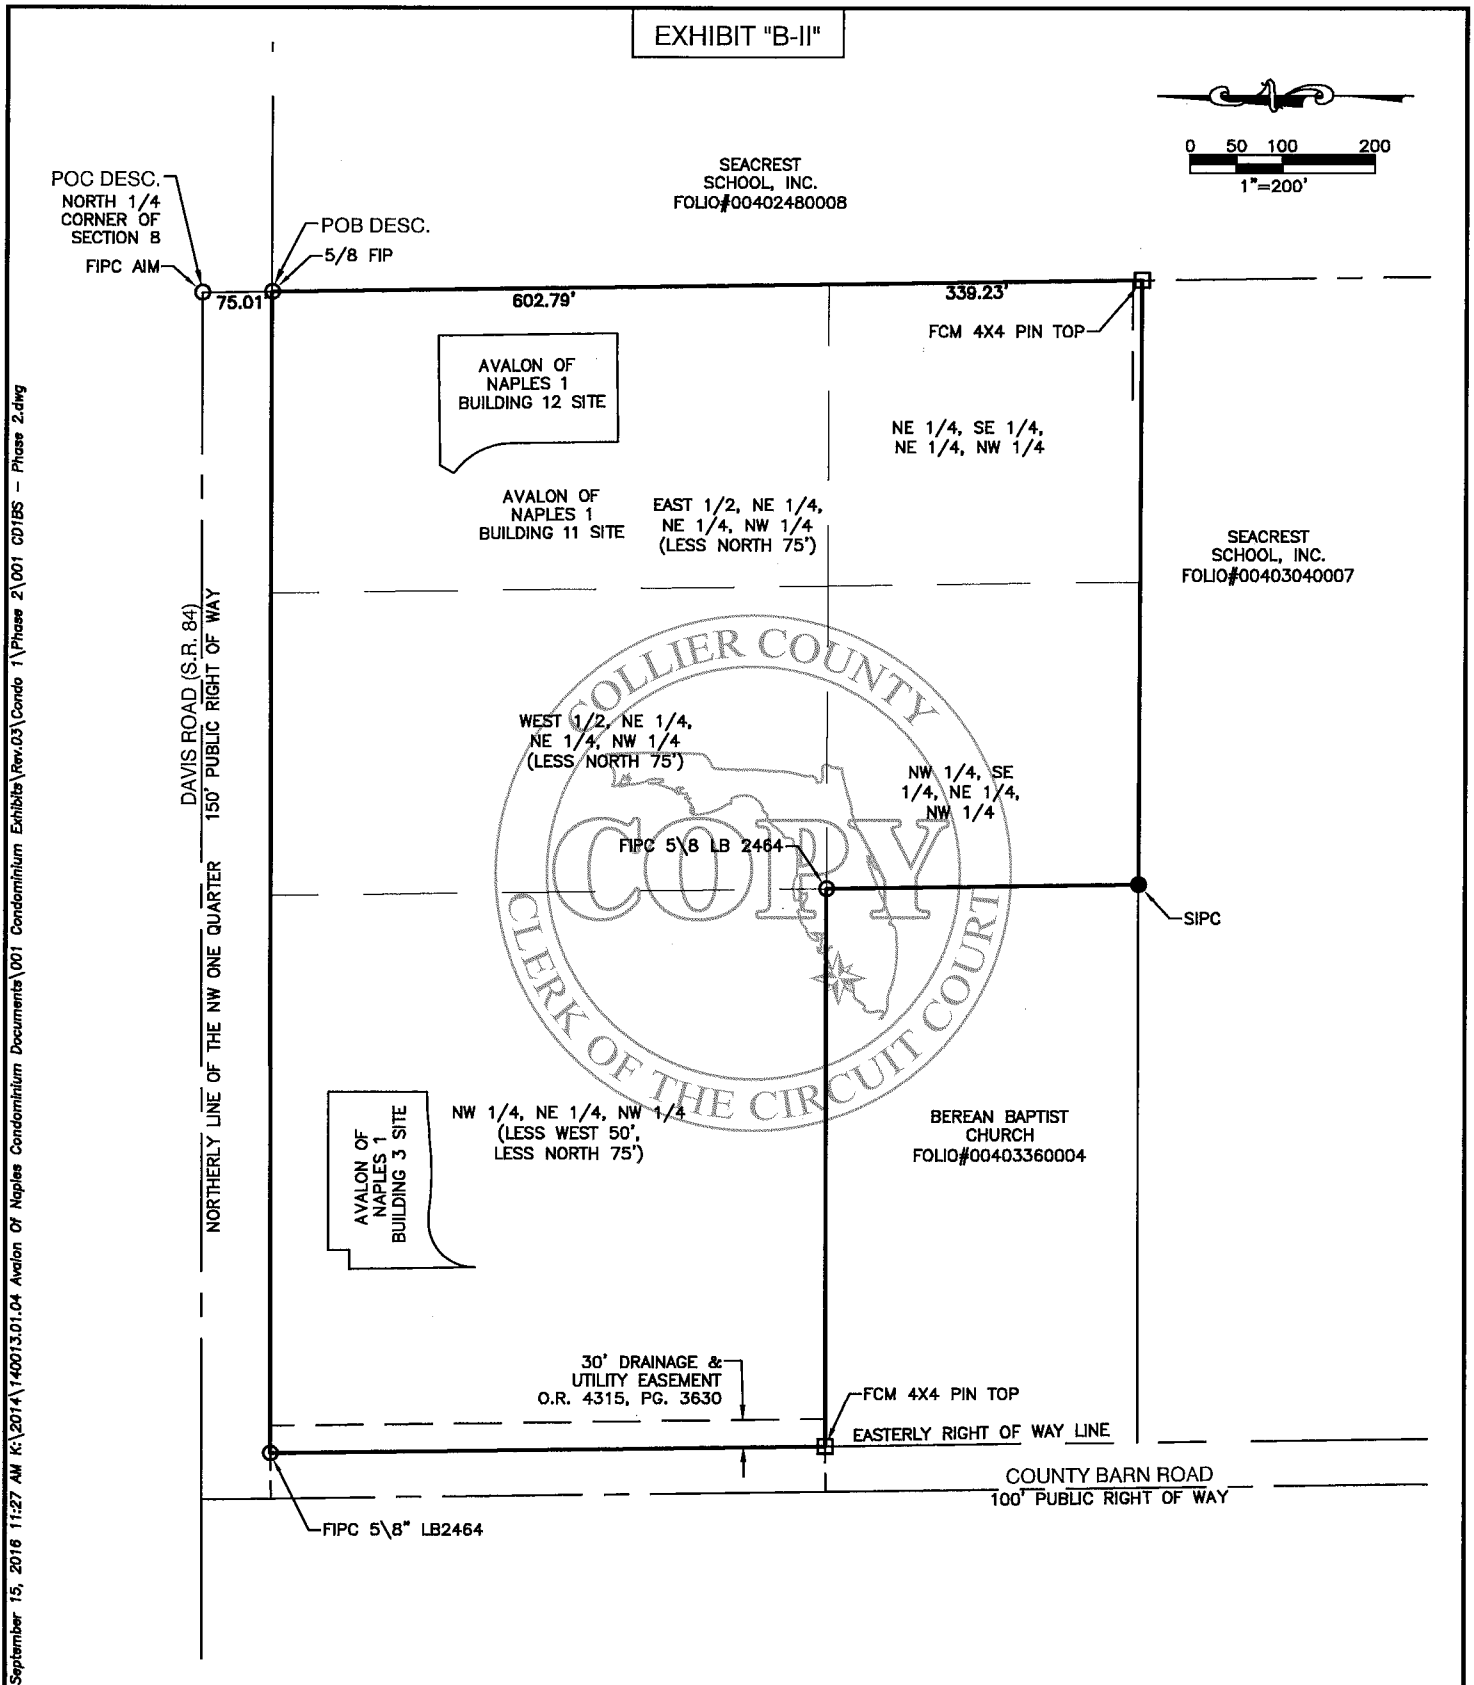 EXHIBIT "B-II"
0 50 100 200
1"=200'
SEACREST
SCHOOL, INC.
FOLIO#00402480008
POC DESC.
NORTH 1/4
CORNER OF
SECTION 8
FIPC AIM
POB DESC.
5/8 FIP
75.01'
602.79'
339.23'
FCM 4X4 PIN TOP
AVALON OF
NAPLES 1
BUILDING 12 SITE
NE 1/4, SE 1/4,
NE 1/4, NW 1/4
AVALON OF
NAPLES 1
BUILDING 11 SITE
EAST 1/2, NE 1/4,
NE 1/4, NW 1/4
(LESS NORTH 75')
SEACREST
SCHOOL, INC.
FOLIO#00403040007
DAVIS ROAD (S.R. 84)
150' PUBLIC RIGHT OF WAY
NORTHERLY LINE OF THE NW ONE QUARTER
COLLIER COUNTY
COPY
CLERK OF THE CIRCUIT COURT
WEST 1/2, NE 1/4,
NE 1/4, NW 1/4
(LESS NORTH 75')
NW 1/4, SE
1/4, NE 1/4,
NW 1/4
FIPC 5\8 LB 2464
SIPC
NW 1/4, NE 1/4, NW 1/4
(LESS WEST 50',
LESS NORTH 75')
AVALON OF
NAPLES 1
BUILDING 3 SITE
BEREAN BAPTIST
CHURCH
FOLIO#00403360004
30' DRAINAGE &
UTILITY EASEMENT
O.R. 4315, PG. 3630
FCM 4X4 PIN TOP
EASTERLY RIGHT OF WAY LINE
COUNTY BARN ROAD
100' PUBLIC RIGHT OF WAY
FIPC 5\8" LB2464
September 15, 2016 11:27 AM K:\2014\140013.01.04 Avalon Of Naples Condominium Documents\001 Condominium Exhibits\Rev.03\Condo 1\Phase 2\001 CD1BS - Phase 2.dwg